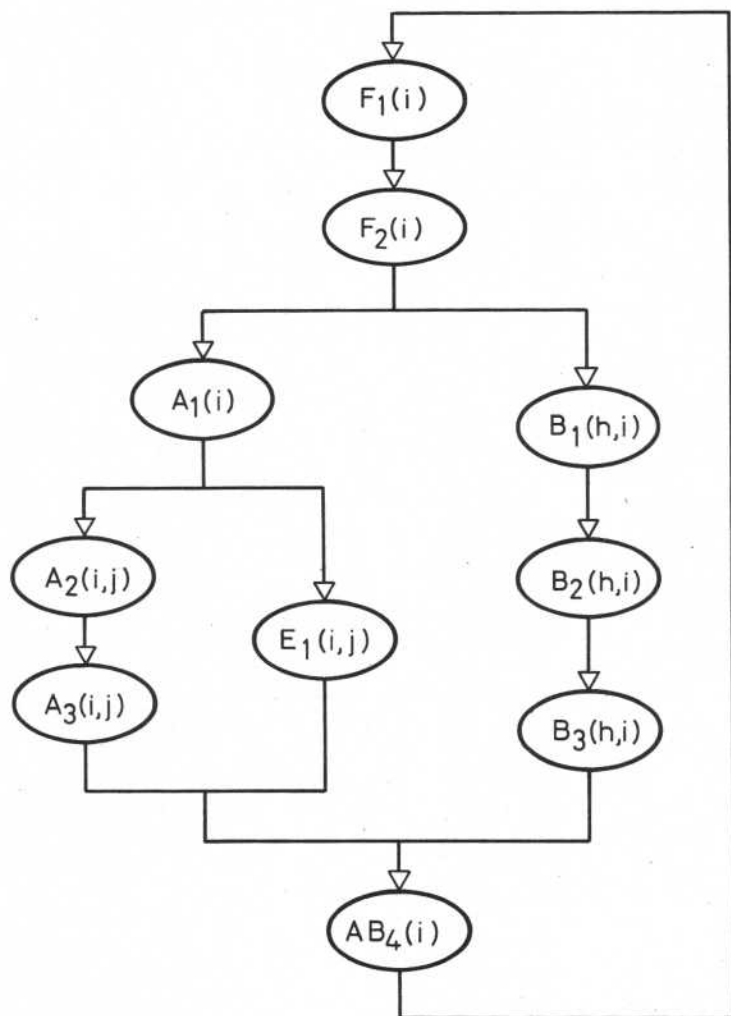 F₁(i)
F₂(i)
A₁(i)
B₁(h,i)
A₂(i,j)
B₂(h,i)
E₁(i,j)
A₃(i,j)
B₃(h,i)
AB₄(i)